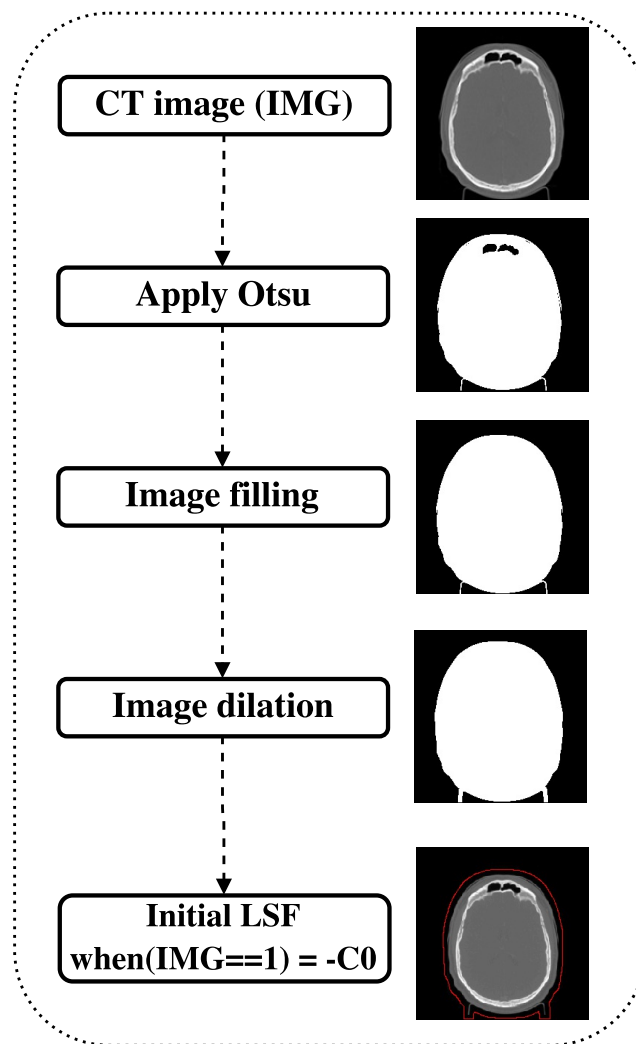 CT image (IMG)
Apply Otsu
Image filling
Image dilation
Initial LSF
when(IMG==1) = -C0